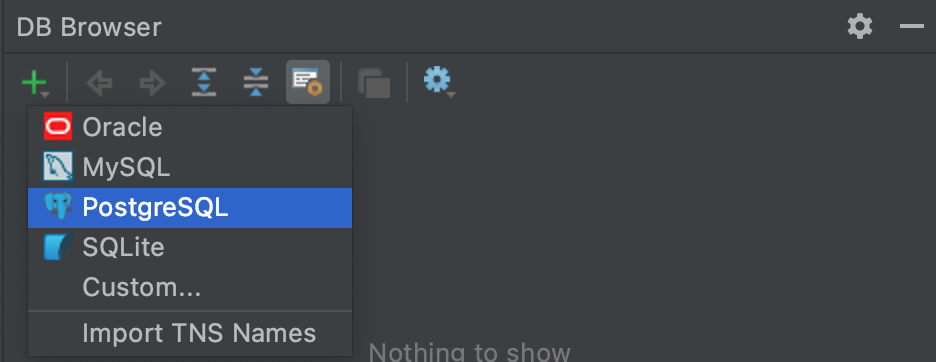 DB Browser
Oracle
MySQL
PostgreSQL
SQLite
Custom...
Import TNS Names
Nothing to show